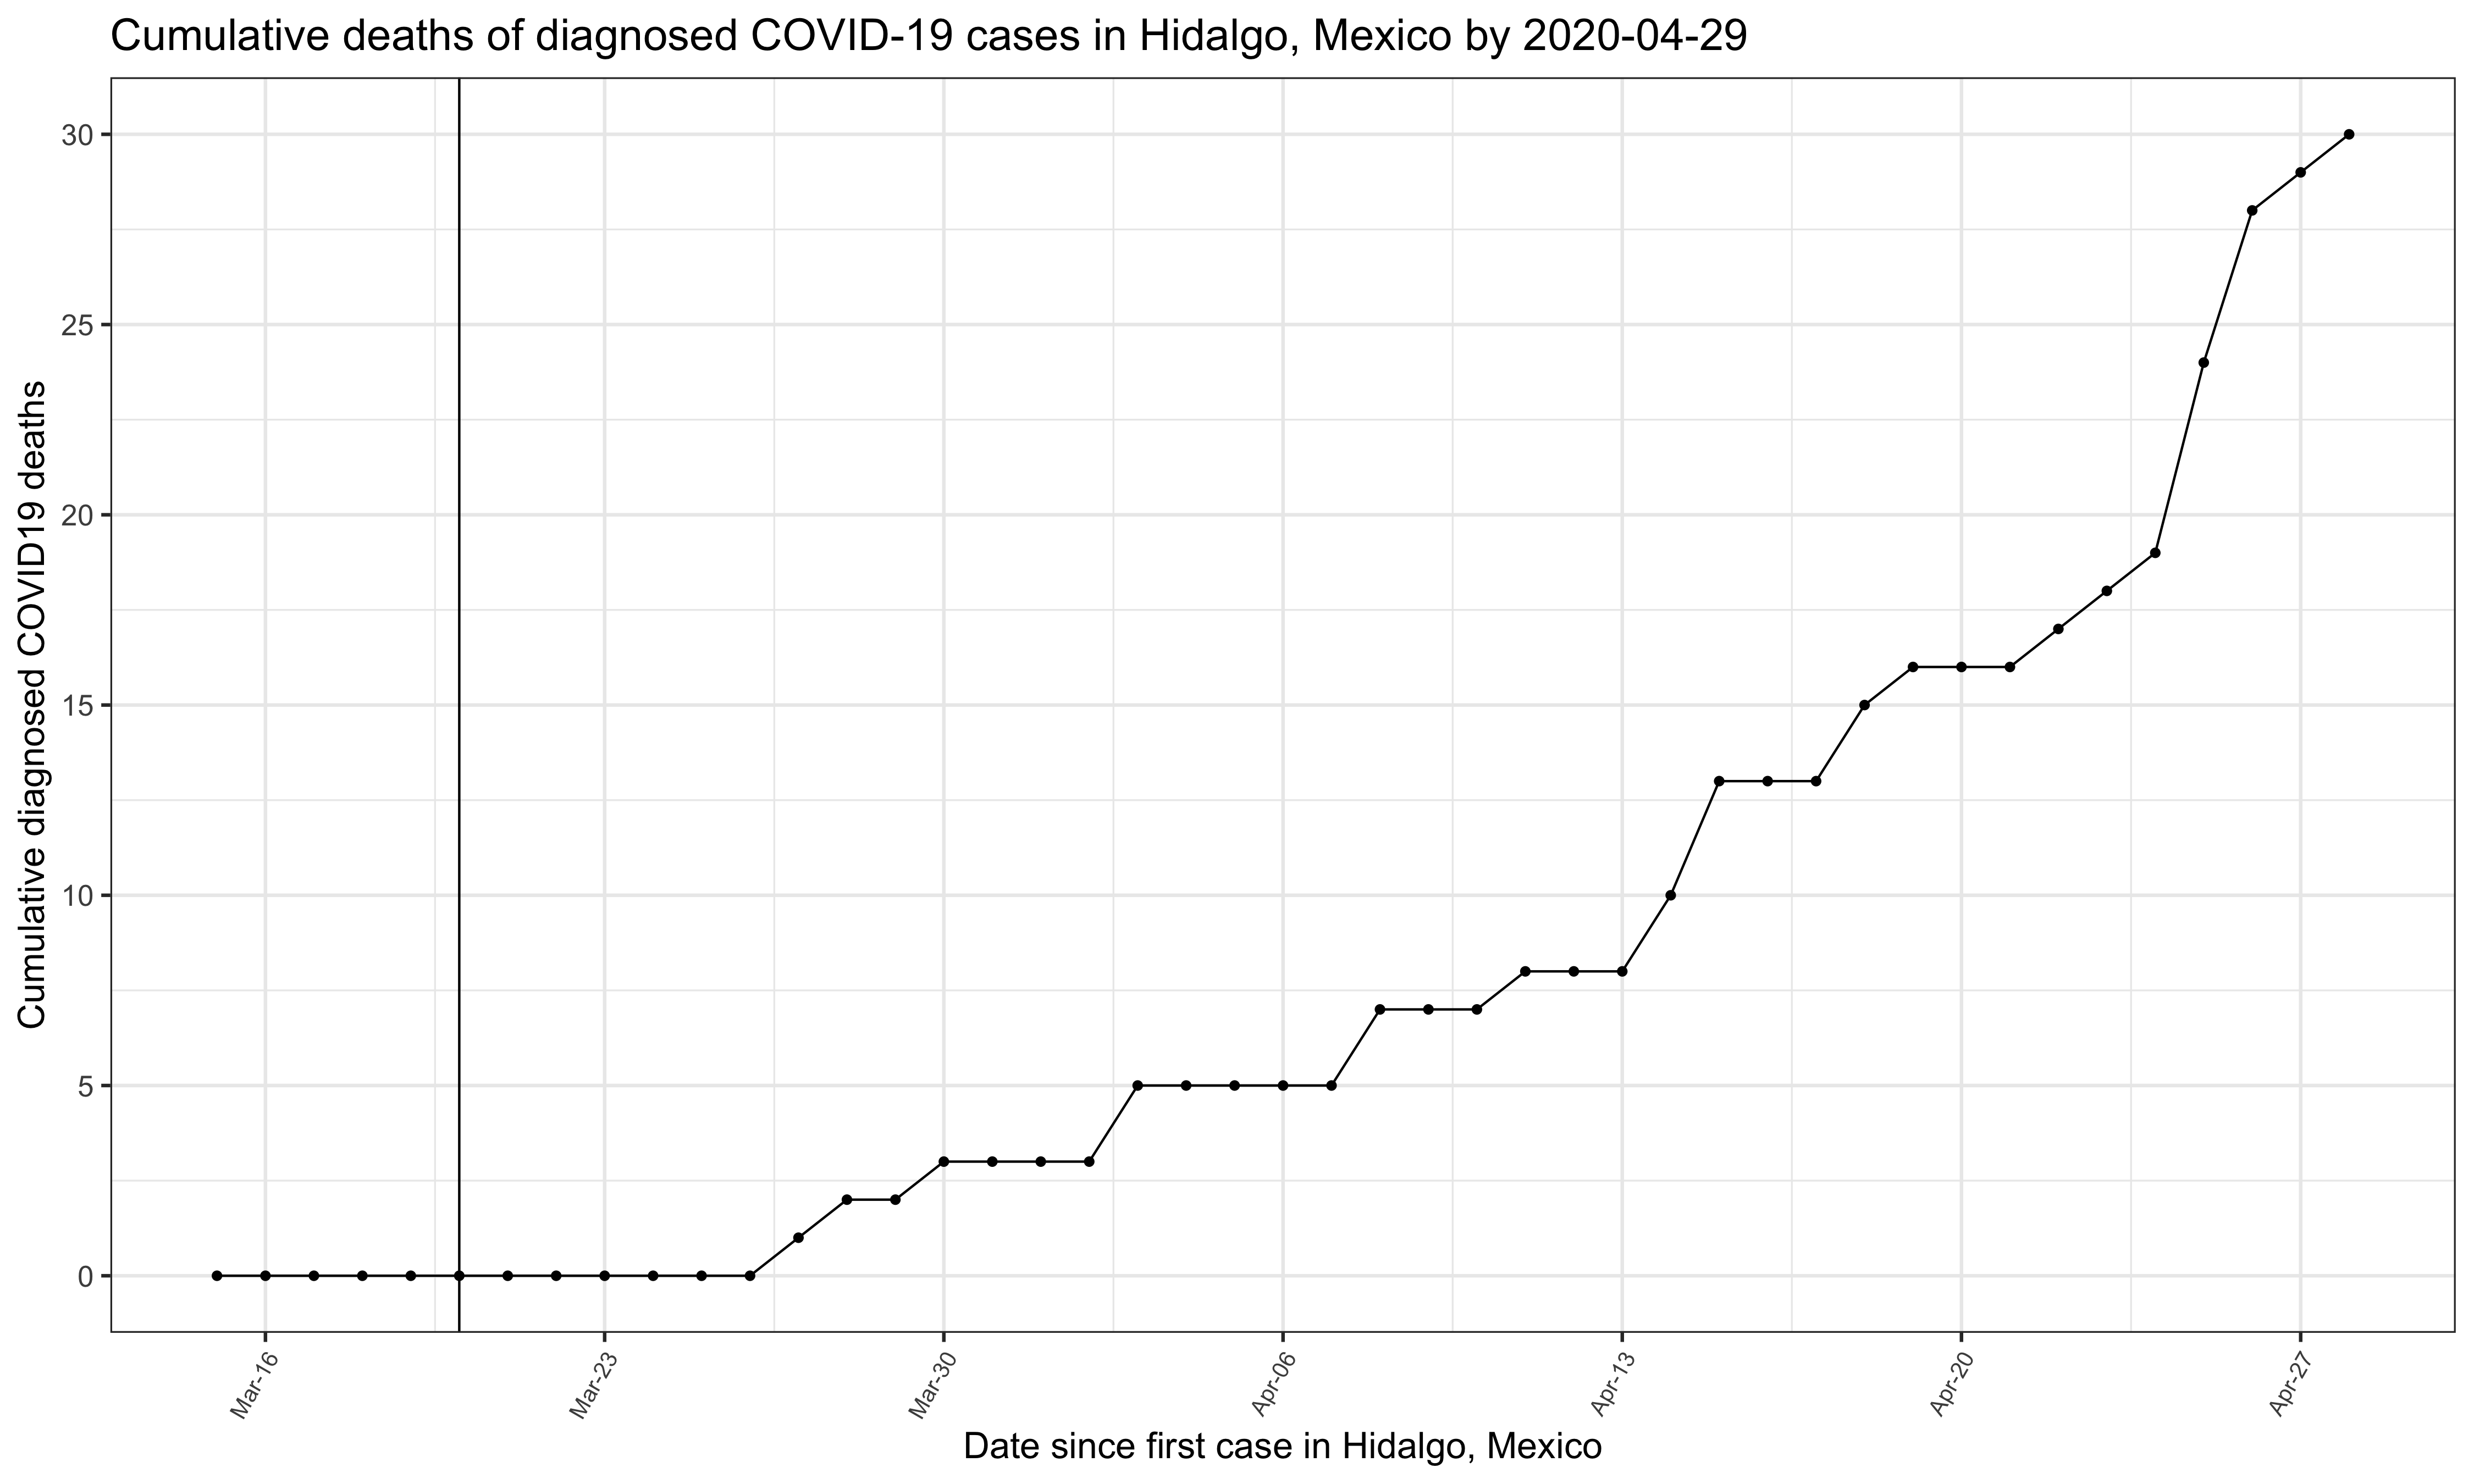 Cumulative deaths of diagnosed COVID-19 cases in Hidalgo, Mexico by 2020-04-29
Cumulative diagnosed COVID19 deaths
30
25
20
15
10
5
0
Mar-16
Mar-23
Mar-30
Apr-06
Apr-13
Apr-20
Apr-27
Date since first case in Hidalgo, Mexico